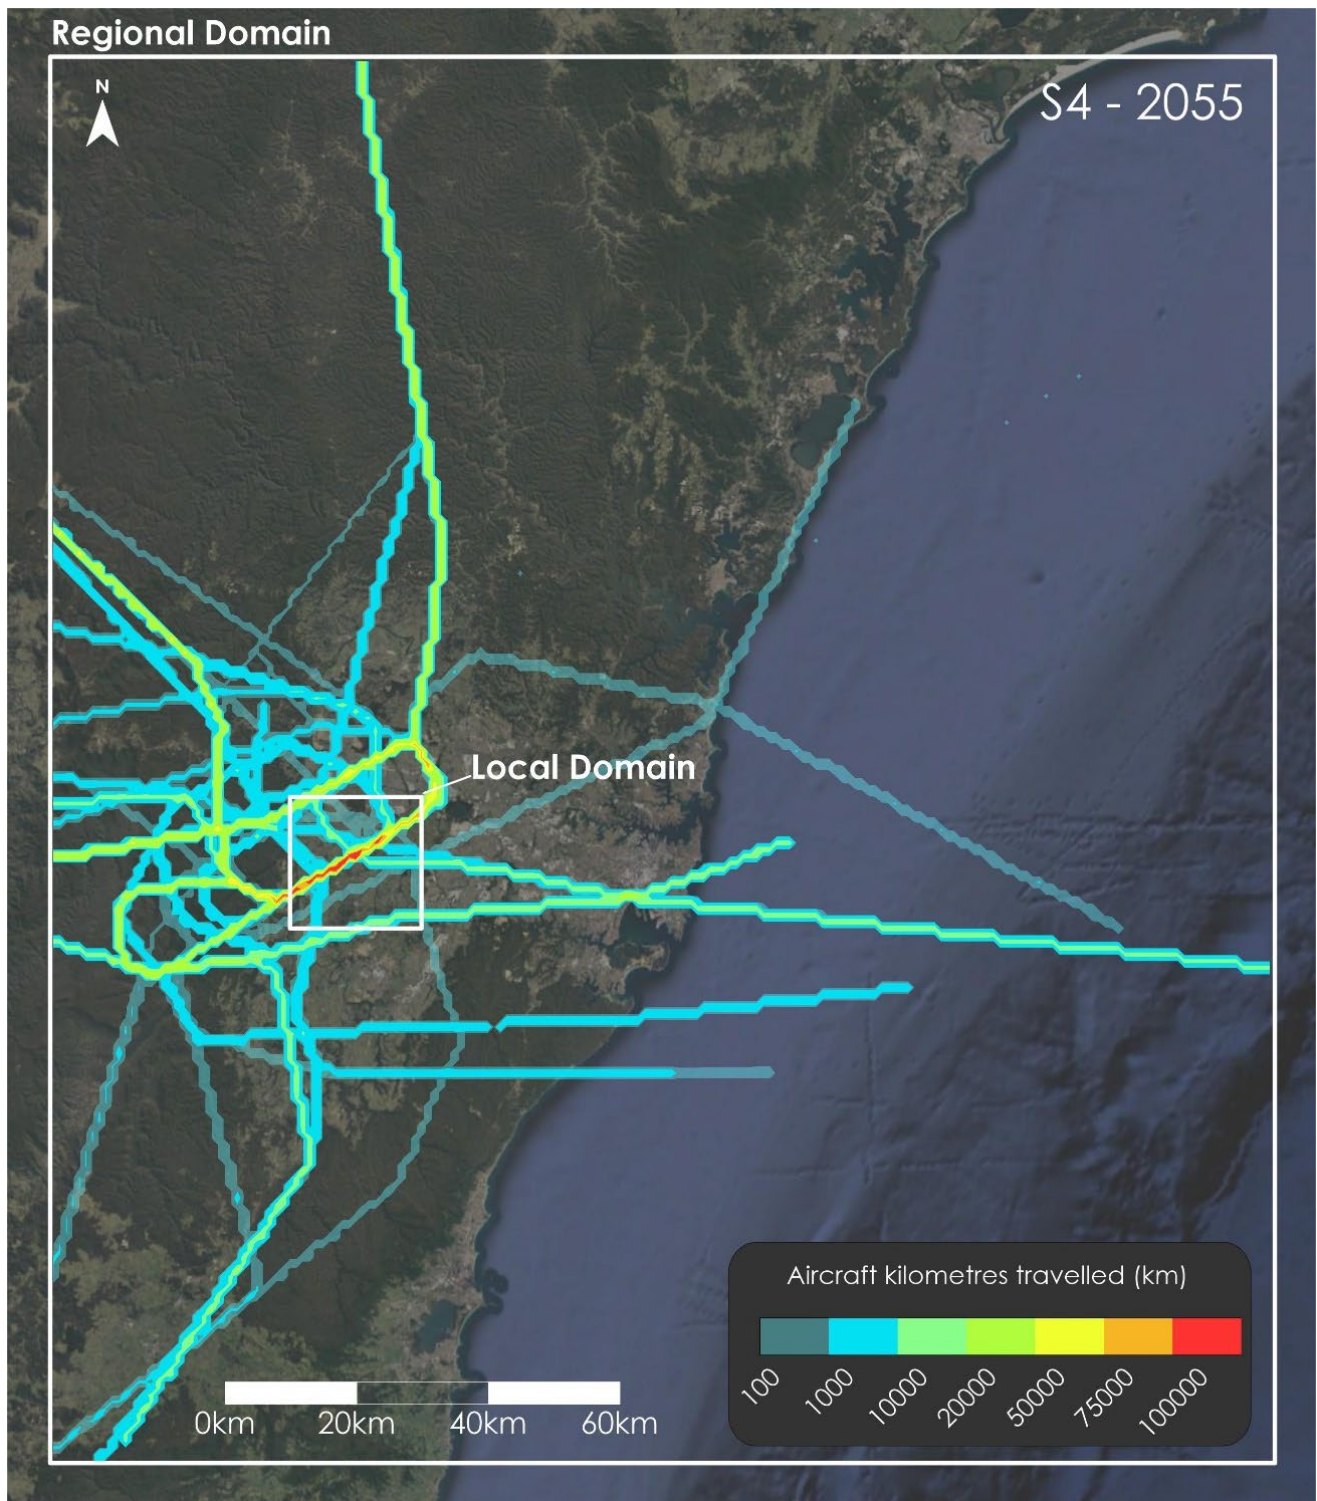 Regional Domain
N
S4 - 2055
Local Domain
Aircraft kilometres travelled (km)
100
1000
10000
20000
50000
75000
100000
0km 20km 40km 60km